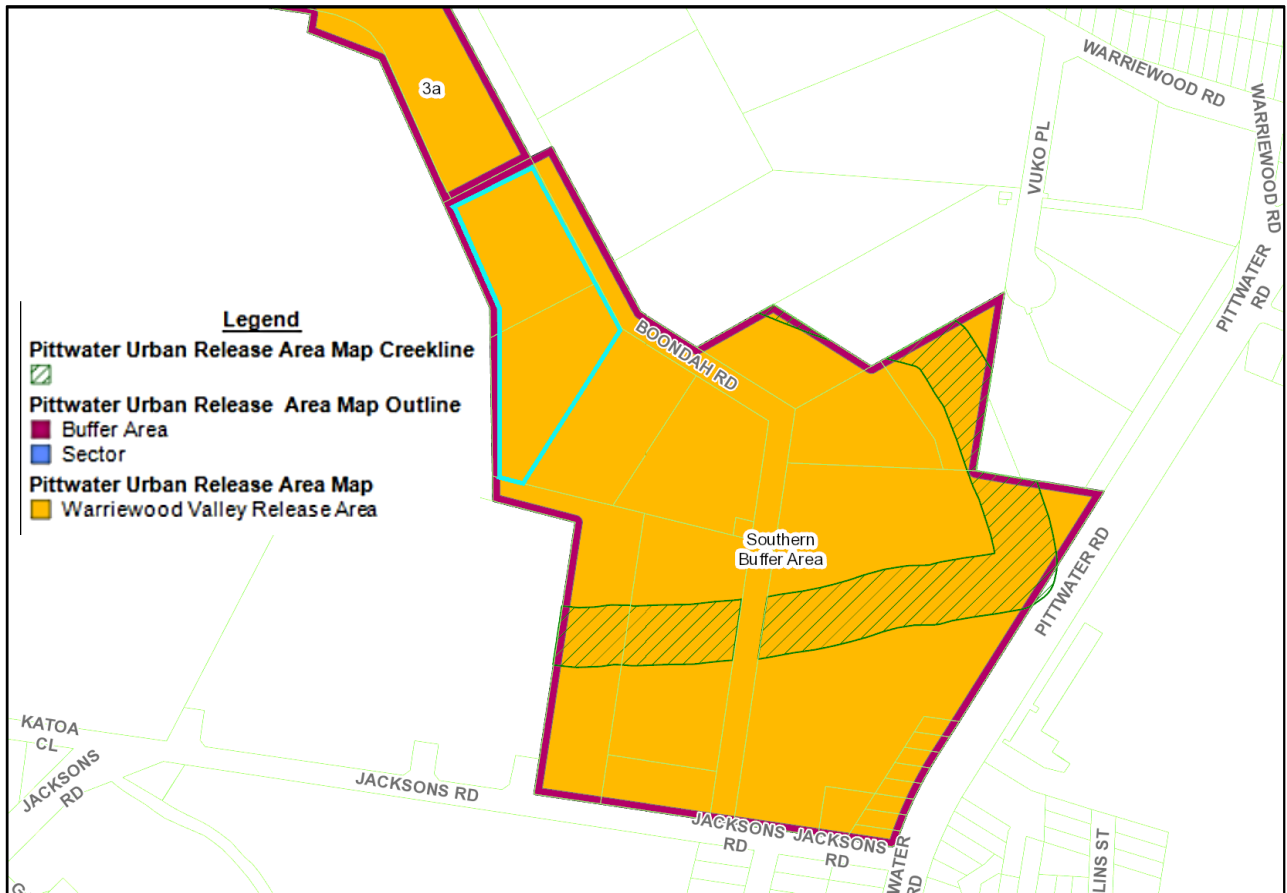 3a
WARRIEWOOD RD
WARRIEWOOD RD
VUKO PL
PITTWATER
RD
Legend
Pittwater Urban Release Area Map Creekline
Pittwater Urban Release Area Map Outline
Buffer Area
Sector
Pittwater Urban Release Area Map
Warriewood Valley Release Area
BOONDAH RD
Southern
Buffer Area
PITTWATER RD
KATOA
CL
JACKSONS
RD
JACKSONS RD
JACKSONS
RD
JACKSONS
RD
WATER
RD
LINS ST
G